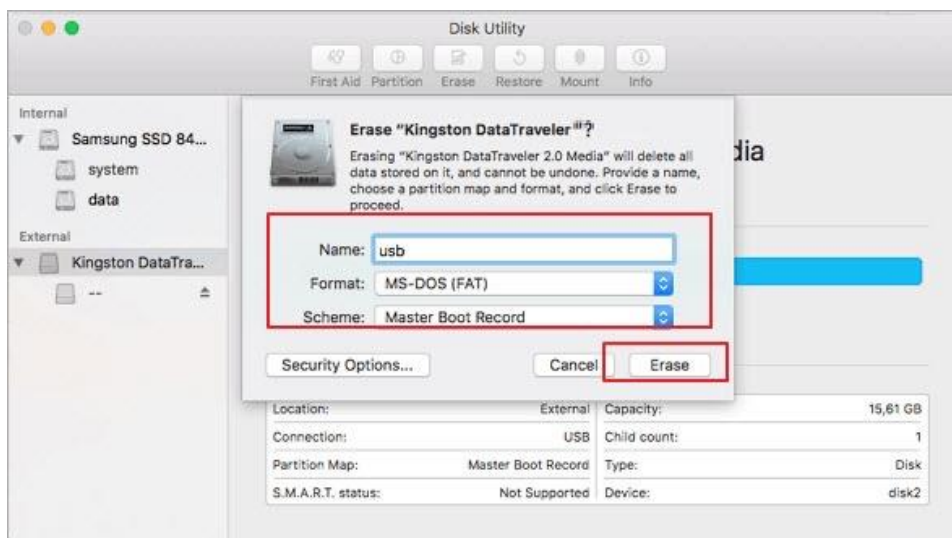 Disk Utility
First Aid Partition Erase Restore Mount Info
Internal
Samsung SSD 84...
system
data
External
Kingston DataTra...
--
Erase "Kingston DataTraveler
Erasing "Kingston DataTraveler 2.0 Media" will delete all
data stored on it, and cannot be undone. Provide a name,
choose a partition map and format, and click Erase to
proceed.
Name: usb
Format: MS-DOS (FAT)
Scheme: Master Boot Record
Security Options... Cancel Erase
dia
Location: External Capacity: 15,61 GB
Connection: USB Child count: 1
Partition Map: Master Boot Record Type: Disk
S.M.A.R.T. status: Not Supported Device: disk2